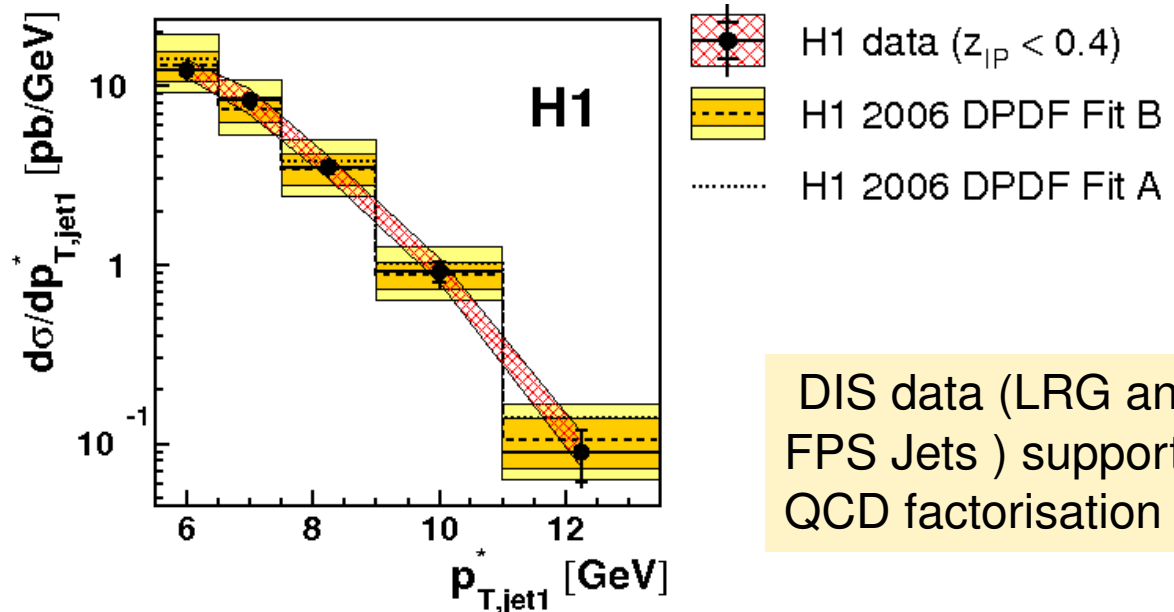 dσ/dp*T,jet1 [pb/GeV]
10
1
10-1
H1
6 8 10 12
p*T,jet1 [GeV]
H1 data (zIP < 0.4)
H1 2006 DPDF Fit B
H1 2006 DPDF Fit A
DIS data (LRG an
FPS Jets ) support
QCD factorisation